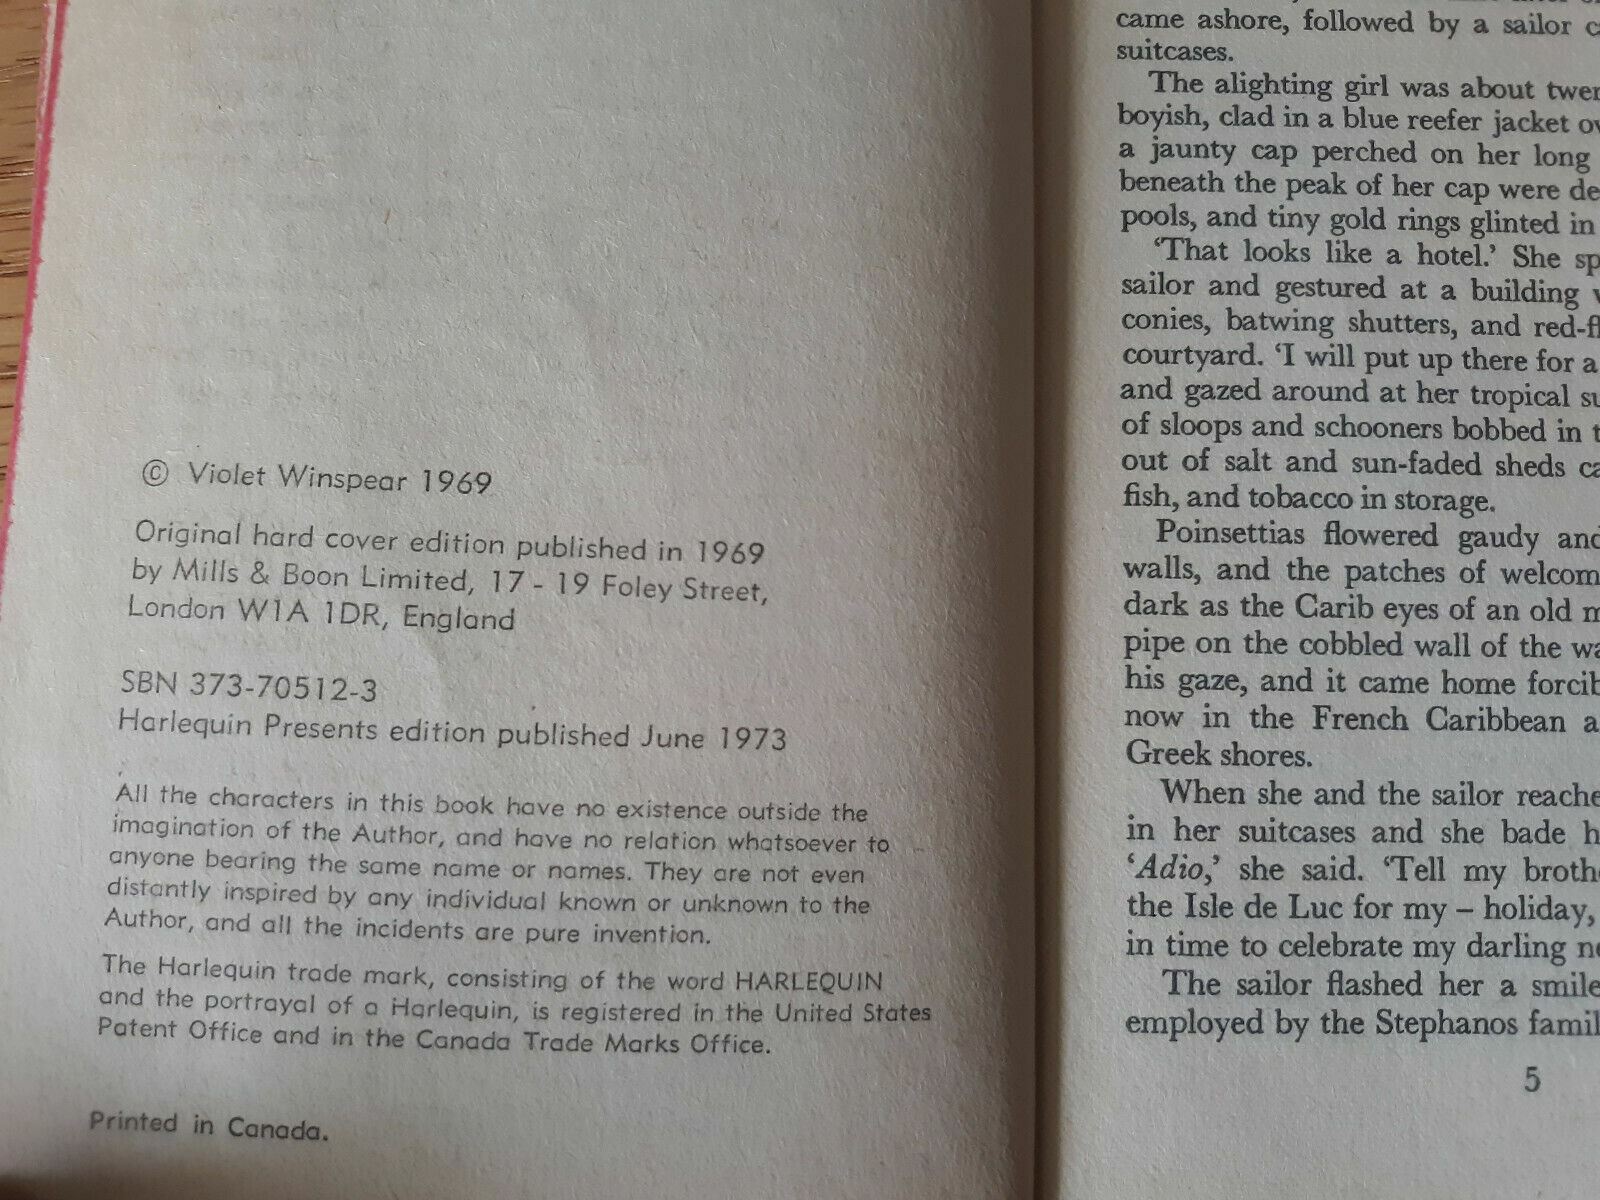 © Violet Winspear 1969
Original hard cover edition published in 1969
by Mills & Boon Limited, 17 - 19 Foley Street,
London W1A 1DR, England
SBN 373-70512-3
Harlequin Presents edition published June 1973
All the characters in this book have no existence outside the
imagination of the Author, and have no relation whatsoever to
anyone bearing the same name or names. They are not even
distantly inspired by any individual known or unknown to the
Author, and all the incidents are pure invention.
The Harlequin trade mark, consisting of the word HARLEQUIN
and the portrayal of a Harlequin, is registered in the United States
Patent Office and in the Canada Trade Marks Office.
Printed in Canada.
came ashore, followed by a sailor
suitcases.
The alighting girl was about
boyish, clad in a blue reefer jacket
a jaunty cap perched on her long
beneath the peak of her cap were
pools, and tiny gold rings glinted in
‘That looks like a hotel.’ She
sailor and gestured at a building
conies, batwing shutters, and
courtyard. ‘I will put up there for a
and gazed around at her tropical
of sloops and schooners bobbed in
out of salt and sun-faded sheds
fish, and tobacco in storage.
Poinsettias flowered gaudy and
walls, and the patches of
dark as the Carib eyes of an old
pipe on the cobbled wall of the
his gaze, and it came home
now in the French Caribbean
Greek shores.
When she and the sailor
in her suitcases and she bade
‘Adio,’ she said. ‘Tell my
the Isle de Luc for my – holiday,
in time to celebrate my darling
The sailor flashed her a smile
employed by the Stephanos
5